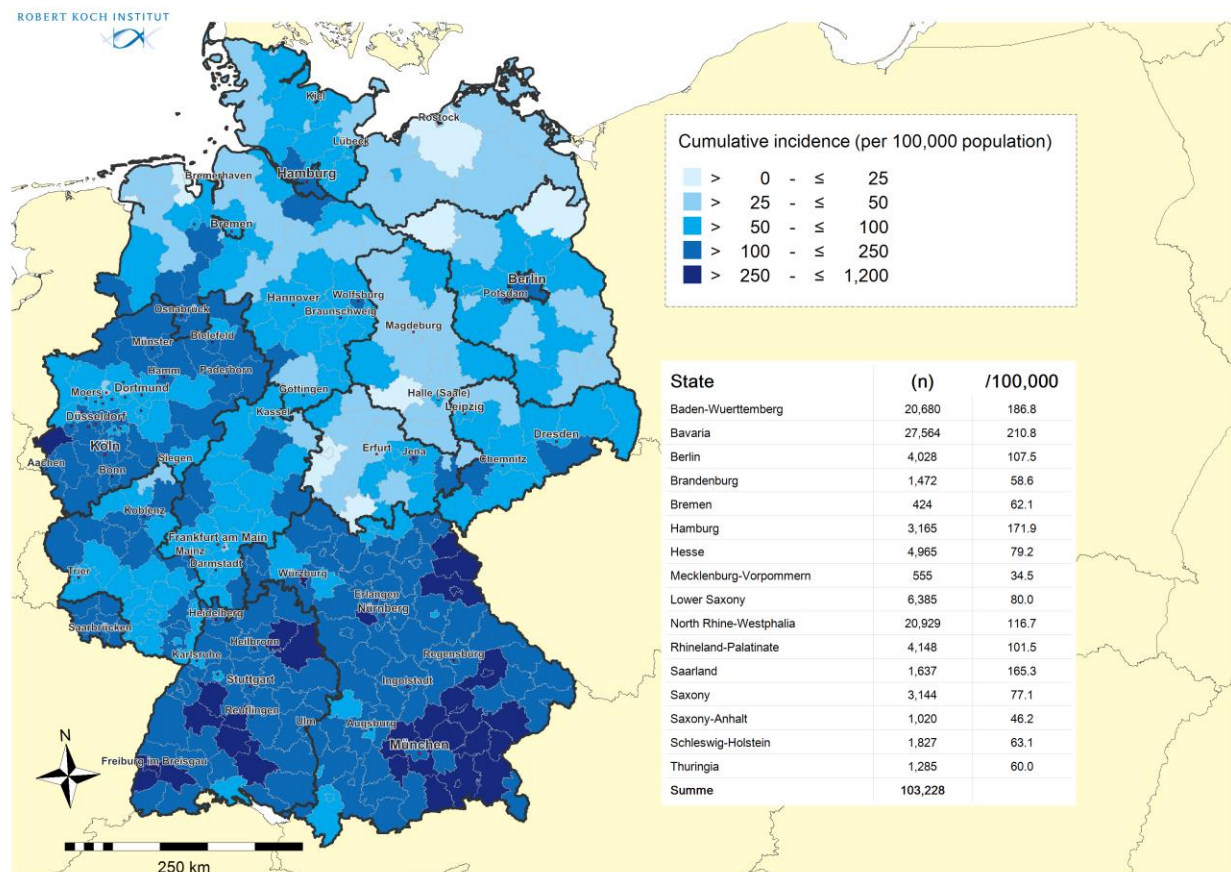 ROBERT KOCH INSTITUT
Kiel
Rostock
Lübeck
Hamburg
Bremerhaven
Bremen
Berlin
Potsdam
Hannover
Wolfsburg
Braunschweig
Magdeburg
Osnabrück
Bielefeld
Münster
Paderborn
Hamm
Göttingen
Halle (Saale)
Moers
Dortmund
Leipzig
Kassel
Düsseldorf
Dresden
Köln
Erfurt
Jena
Chemnitz
Aachen
Siegen
Bonn
Koblenz
Frankfurt am Main
Mainz
Trier
Darmstadt
Würzburg
Erlangen
Nürnberg
Heidelberg
Saarbrücken
Heilbronn
Karlsruhe
Regensburg
Stuttgart
Ingolstadt
Reutlingen
Ulm
Augsburg
München
Freiburg im Breisgau
N
250 km
Cumulative incidence (per 100,000 population)
> 0 - ≤ 25
> 25 - ≤ 50
> 50 - ≤ 100
> 100 - ≤ 250
> 250 - ≤ 1,200
State (n) /100,000
Baden-Wuerttemberg 20,680 186.8
Bavaria 27,564 210.8
Berlin 4,028 107.5
Brandenburg 1,472 58.6
Bremen 424 62.1
Hamburg 3,165 171.9
Hesse 4,965 79.2
Mecklenburg-Vorpommern 555 34.5
Lower Saxony 6,385 80.0
North Rhine-Westphalia 20,929 116.7
Rhineland-Palatinate 4,148 101.5
Saarland 1,637 165.3
Saxony 3,144 77.1
Saxony-Anhalt 1,020 46.2
Schleswig-Holstein 1,827 63.1
Thuringia 1,285 60.0
Summe 103,228